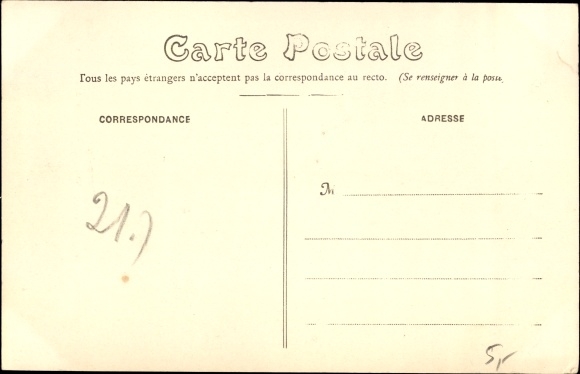 Carte Postale
Tous les pays étrangers n'acceptent pas la correspondance au recto. (Se renseigner à la poste
CORRESPONDANCE
ADRESSE
M
21.)
5,-